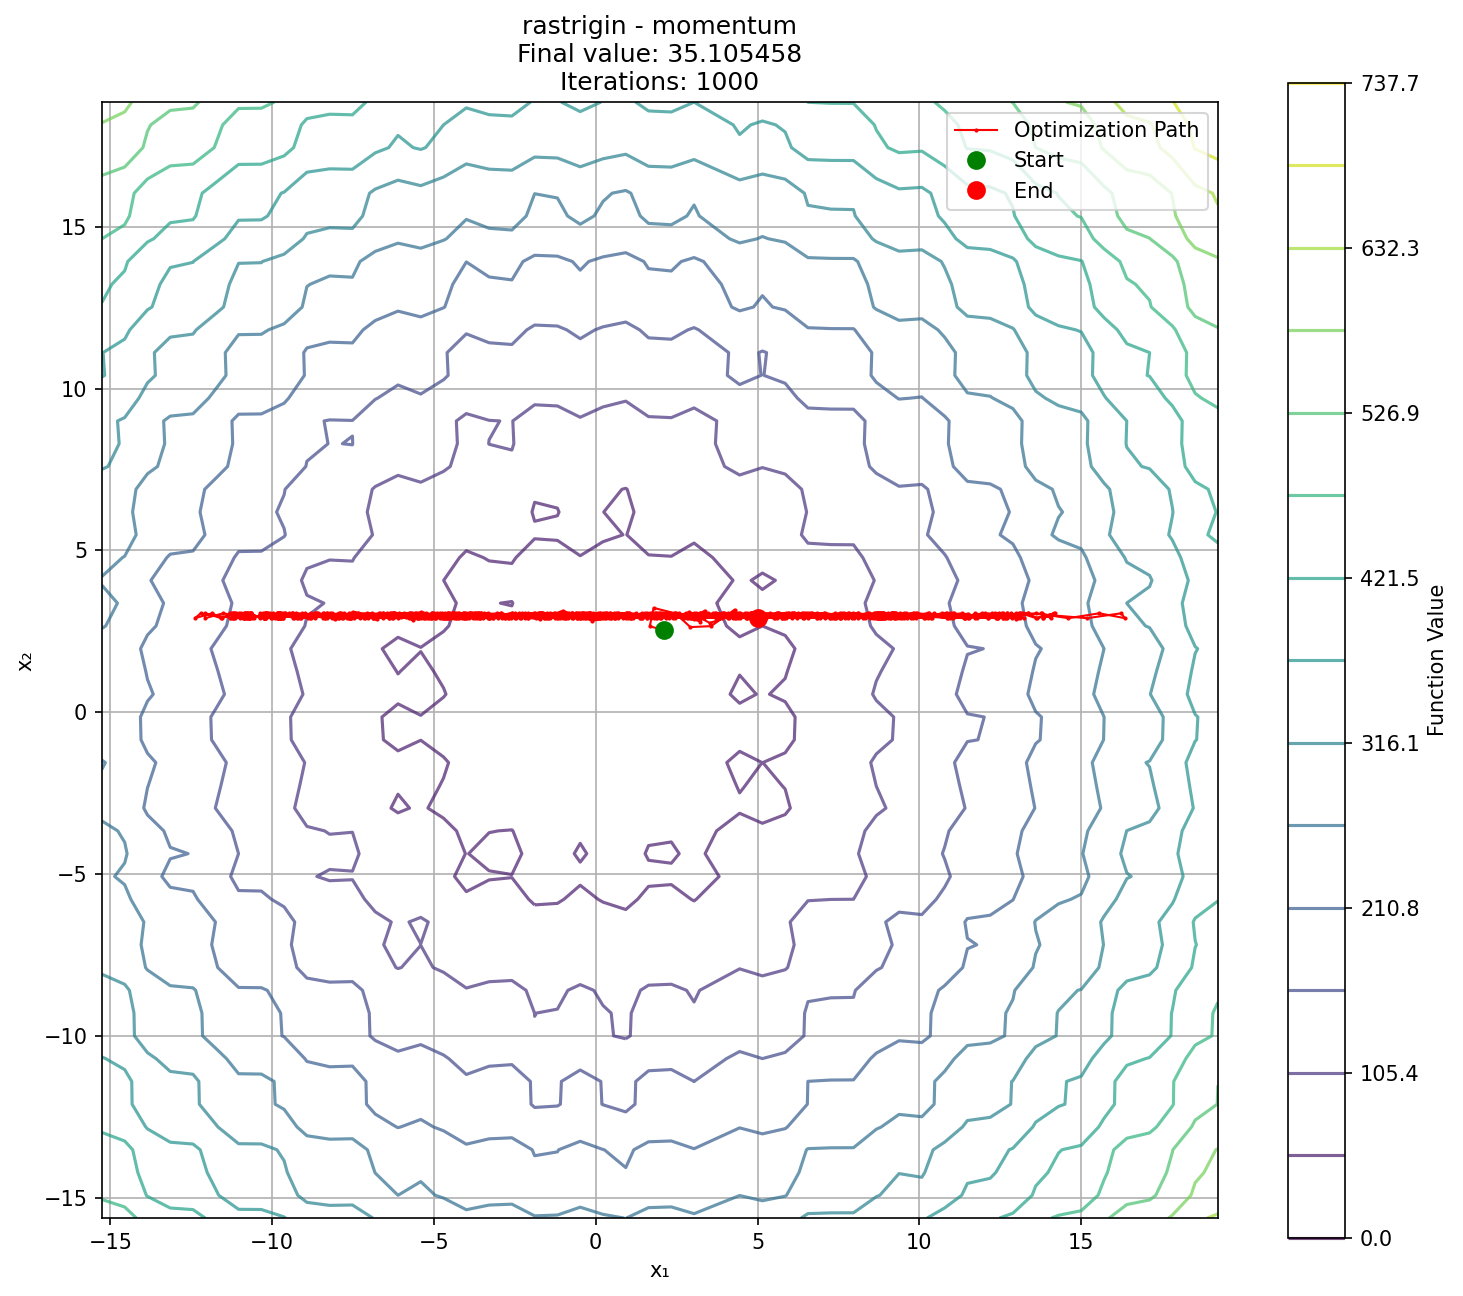 rastrigin - momentum
Final value: 35.105458
Iterations: 1000
Optimization Path
Start
End
15
10
5
0
−5
−10
−15
x₂
−15
−10
−5
0
5
10
15
x₁
737.7
632.3
526.9
421.5
316.1
210.8
105.4
0.0
Function Value